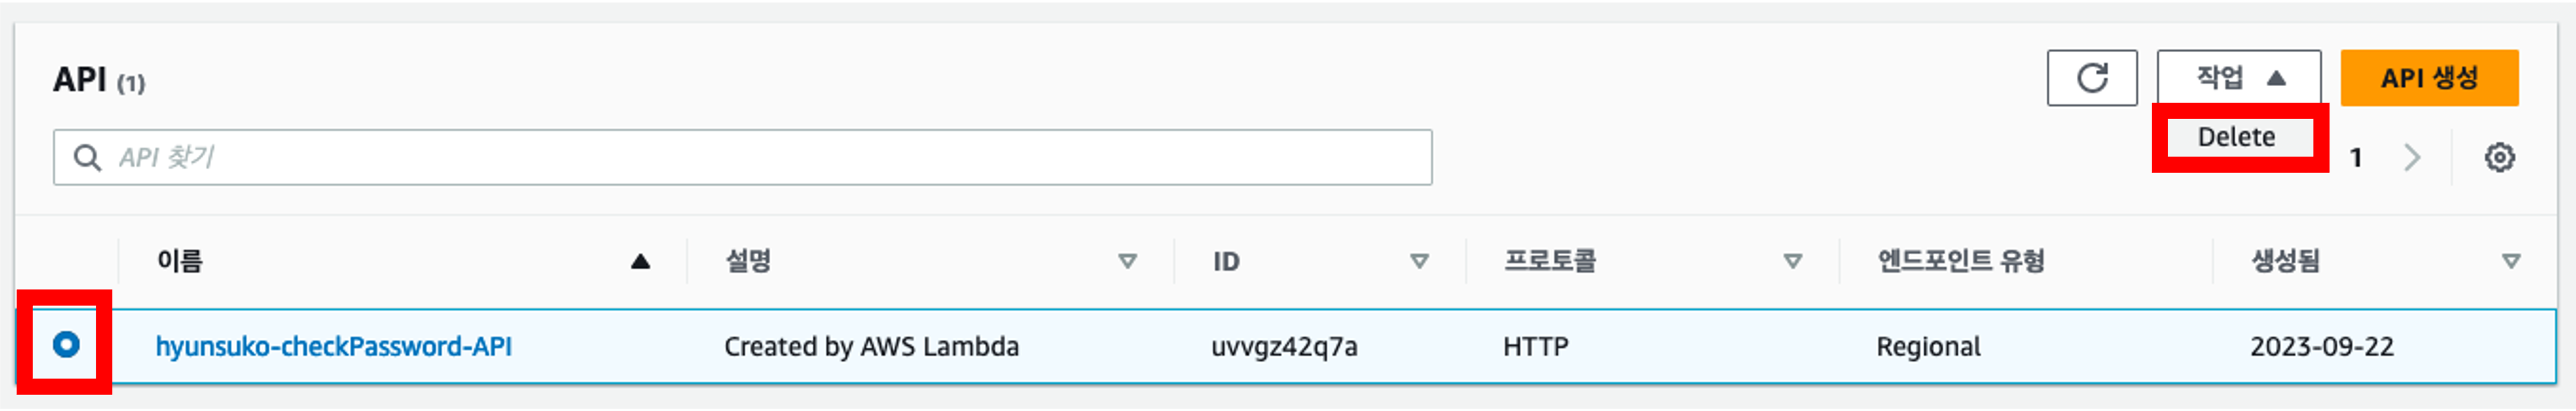 API (1)
작업
API 생성
Delete
API 찾기
1
이름 설명 ID 프로토콜 엔드포인트 유형 생성됨
hyunsuko-checkPassword-API Created by AWS Lambda uvvgz42q7a HTTP Regional 2023-09-22